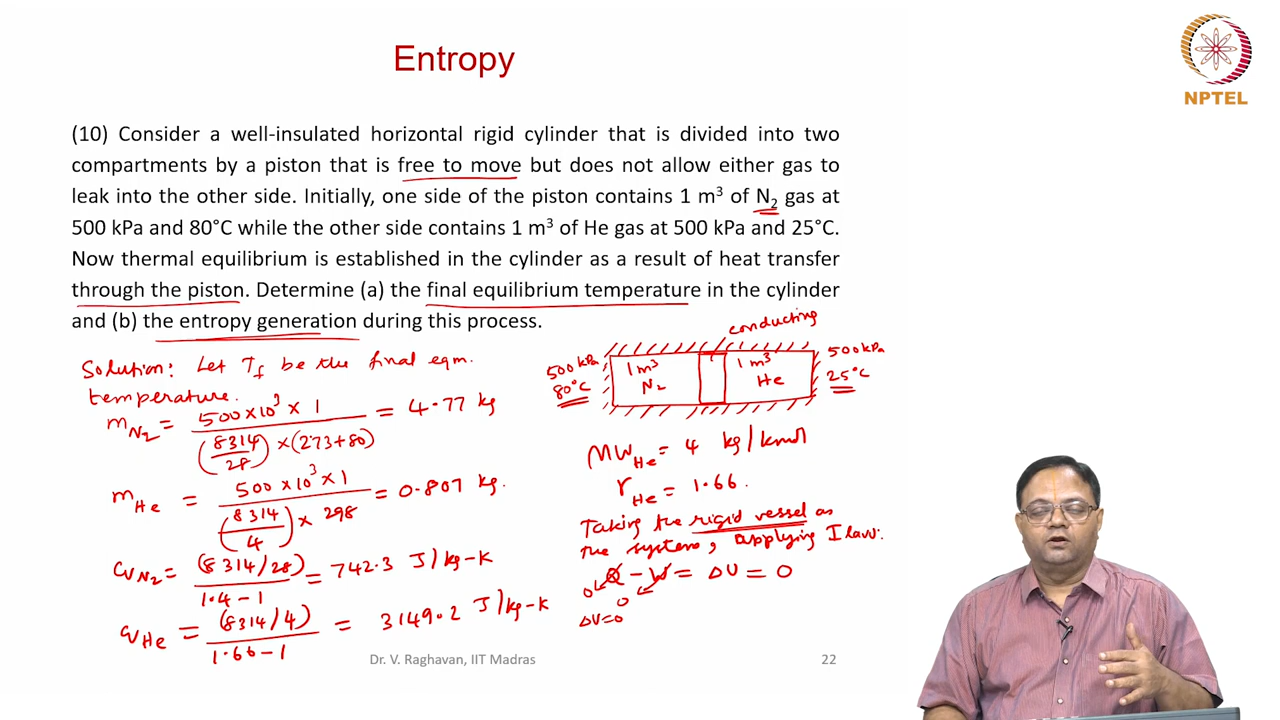 Entropy
NPTEL
(10) Consider a well-insulated horizontal rigid cylinder that is divided into two
compartments by a piston that is free to move but does not allow either gas to
leak into the other side. Initially, one side of the piston contains 1 m³ of N₂ gas at
500 kPa and 80°C while the other side contains 1 m³ of He gas at 500 kPa and 25°C.
Now thermal equilibrium is established in the cylinder as a result of heat transfer
through the piston. Determine (a) the final equilibrium temperature in the cylinder
and (b) the entropy generation during this process.
Solution: Let T_f be the final eqm.
temperature.
m_N₂ = 500×10³×1 / ((8314/28)×(273+80)) = 4.77 kg
m_He = 500×10³×1 / ((8314/4)×298) = 0.807 kg.
Cv_N₂ = (8314/28) / (1.4-1) = 742.3 J/kg-K
Cv_He = (8314/4) / (1.66-1) = 3149.2 J/kg-K
conducting
500 kPa
80°C
1 m³
N₂
1 m³
He
500 kPa
25°C
MW_He = 4 kg/kmol
γ_He = 1.66.
Taking the rigid vessel as
the system, applying I law:
Q - W = ΔU = 0
0
0
ΔV=0
Dr. V. Raghavan, IIT Madras
22